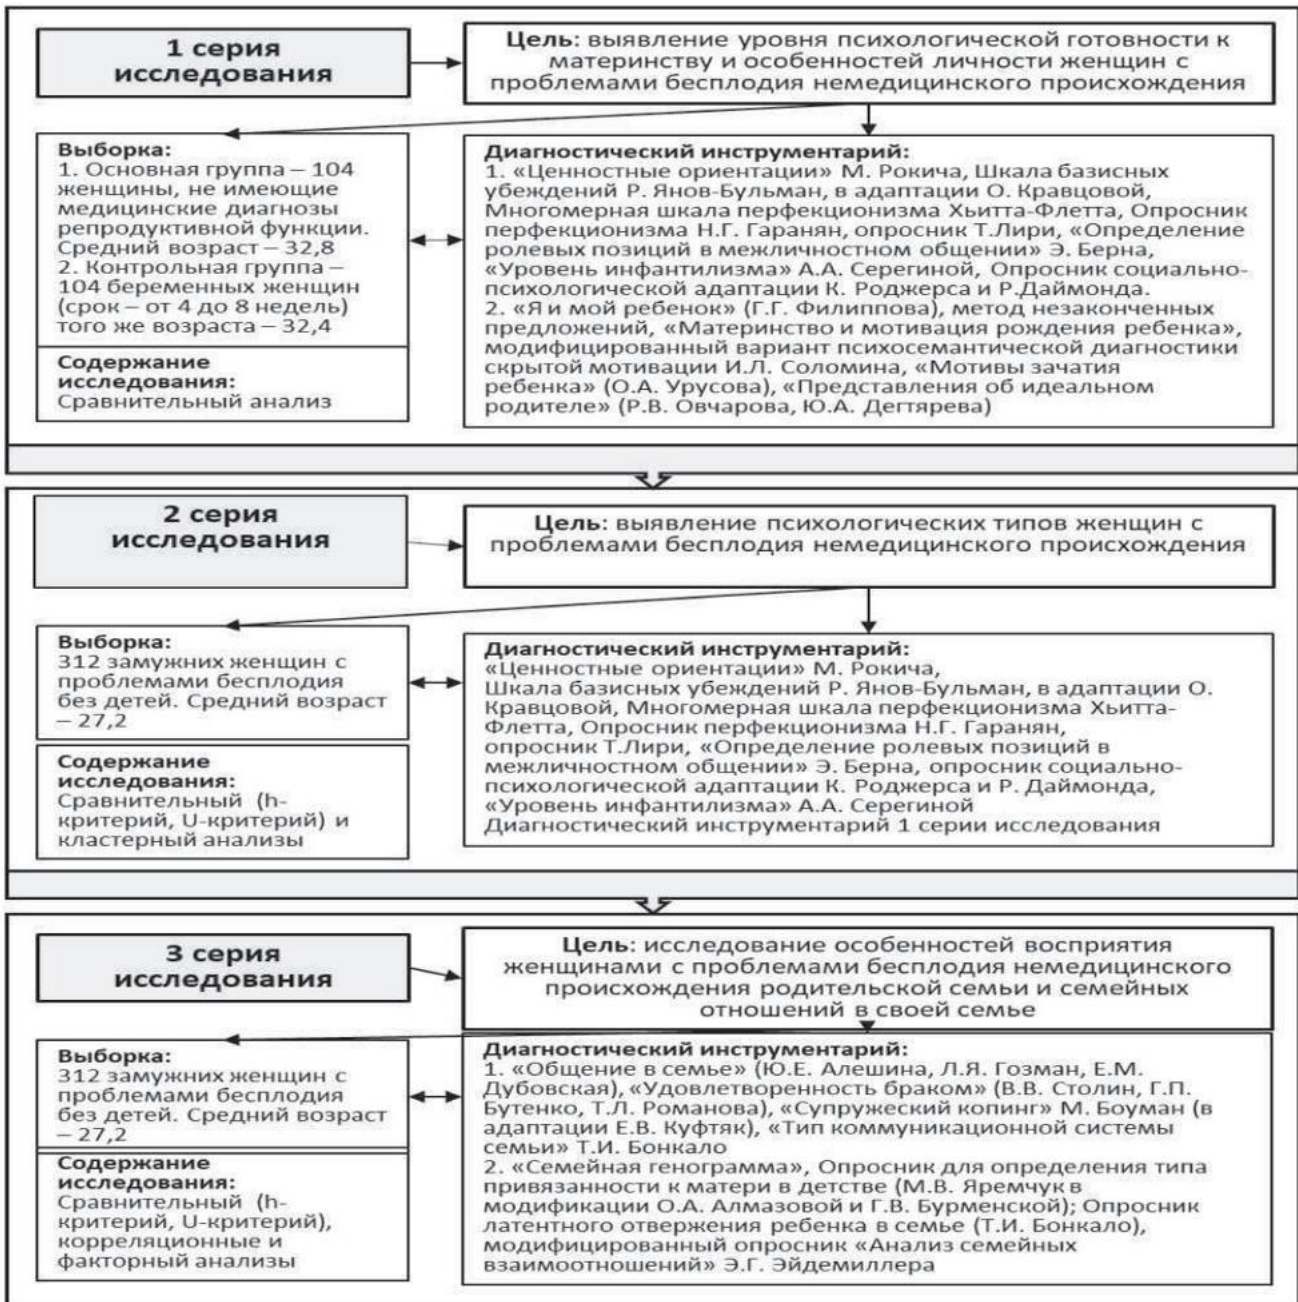 1 серия
исследования
Цель: выявление уровня психологической готовности к
материнству и особенностей личности женщин с
проблемами бесплодия немедицинского происхождения
Выборка:
1. Основная группа – 104
женщины, не имеющие
медицинские диагнозы
репродуктивной функции.
Средний возраст – 32,8
2. Контрольная группа –
104 беременных женщин
(срок – от 4 до 8 недель)
того же возраста – 32,4
Содержание
исследования:
Сравнительный анализ
Диагностический инструментарий:
1. «Ценностные ориентации» М. Рокича, Шкала базисных
убеждений Р. Янов-Бульман, в адаптации О. Кравцовой,
Многомерная шкала перфекционизма Хьитта-Флетта, Опросник
перфекционизма Н.Г. Гаранян, опросник Т.Лири, «Определение
ролевых позиций в межличностном общении» Э. Берна,
«Уровень инфантилизма» А.А. Серегиной, Опросник социально-
психологической адаптации К. Роджерса и Р.Даймонда.
2. «Я и мой ребенок» (Г.Г. Филиппова), метод незаконченных
предложений, «Материнство и мотивация рождения ребенка»,
модифицированный вариант психосемантической диагностики
скрытой мотивации И.Л. Соломина, «Мотивы зачатия
ребенка» (О.А. Урусова), «Представления об идеальном
родителе» (Р.В. Овчарова, Ю.А. Дегтярева)
2 серия
исследования
Цель: выявление психологических типов женщин с
проблемами бесплодия немедицинского происхождения
Выборка:
312 замужних женщин с
проблемами бесплодия
без детей. Средний возраст
– 27,2
Содержание
исследования:
Сравнительный (h-
критерий, U-критерий) и
кластерный анализы
Диагностический инструментарий:
«Ценностные ориентации» М. Рокича,
Шкала базисных убеждений Р. Янов-Бульман, в адаптации О.
Кравцовой, Многомерная шкала перфекционизма Хьитта-
Флетта, Опросник перфекционизма Н.Г. Гаранян,
опросник Т.Лири, «Определение ролевых позиций в
межличностном общении» Э. Берна, опросник социально-
психологической адаптации К. Роджерса и Р. Даймонда,
«Уровень инфантилизма» А.А. Серегиной
Диагностический инструментарий 1 серии исследования
3 серия
исследования
Цель: исследование особенностей восприятия
женщинами с проблемами бесплодия немедицинского
происхождения родительской семьи и семейных
отношений в своей семье
Выборка:
312 замужних женщин с
проблемами бесплодия
без детей. Средний возраст
– 27,2
Содержание
исследования:
Сравнительный (h-
критерий, U-критерий),
корреляционные и
факторный анализы
Диагностический инструментарий:
1. «Общение в семье» (Ю.Е. Алешина, Л.Я. Гозман, Е.М.
Дубовская), «Удовлетворенность браком» (В.В. Столин, Г.П.
Бутенко, Т.Л. Романова), «Супружеский копинг» М. Боуман (в
адаптации Е.В. Куфтяк), «Тип коммуникационной системы
семьи» Т.И. Бонкало
2. «Семейная генограмма», Опросник для определения типа
привязанности к матери в детстве (М.В. Яремчук в
модификации О.А. Алмазовой и Г.В. Бурменской); Опросник
латентного отвержения ребенка в семье (Т.И. Бонкало),
модифицированный опросник «Анализ семейных
взаимоотношений» Э.Г. Эйдемиллера